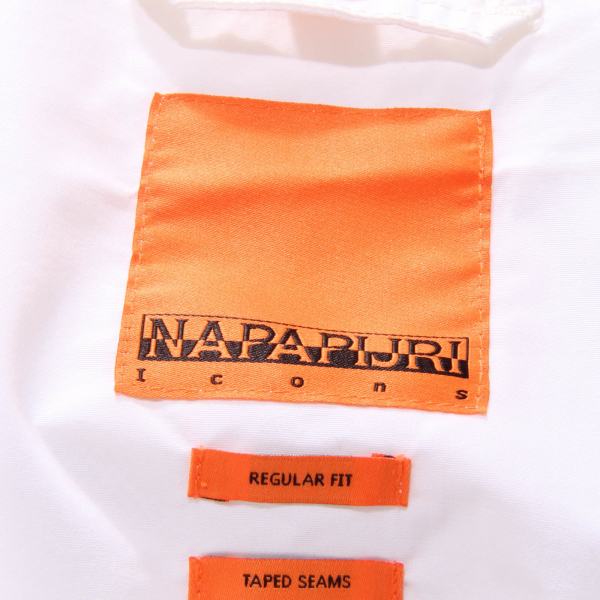 NAPAPIJRI
Icons
REGULAR FIT
TAPED SEAMS